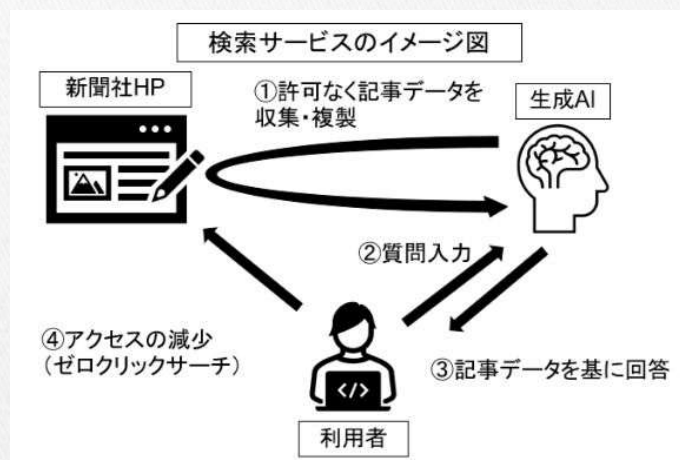 検索サービスのイメージ図
新聞社HP
①許可なく記事データを
収集・複製
生成AI
②質問入力
④アクセスの減少
(ゼロクリックサーチ)
③記事データを基に回答
</>
利用者